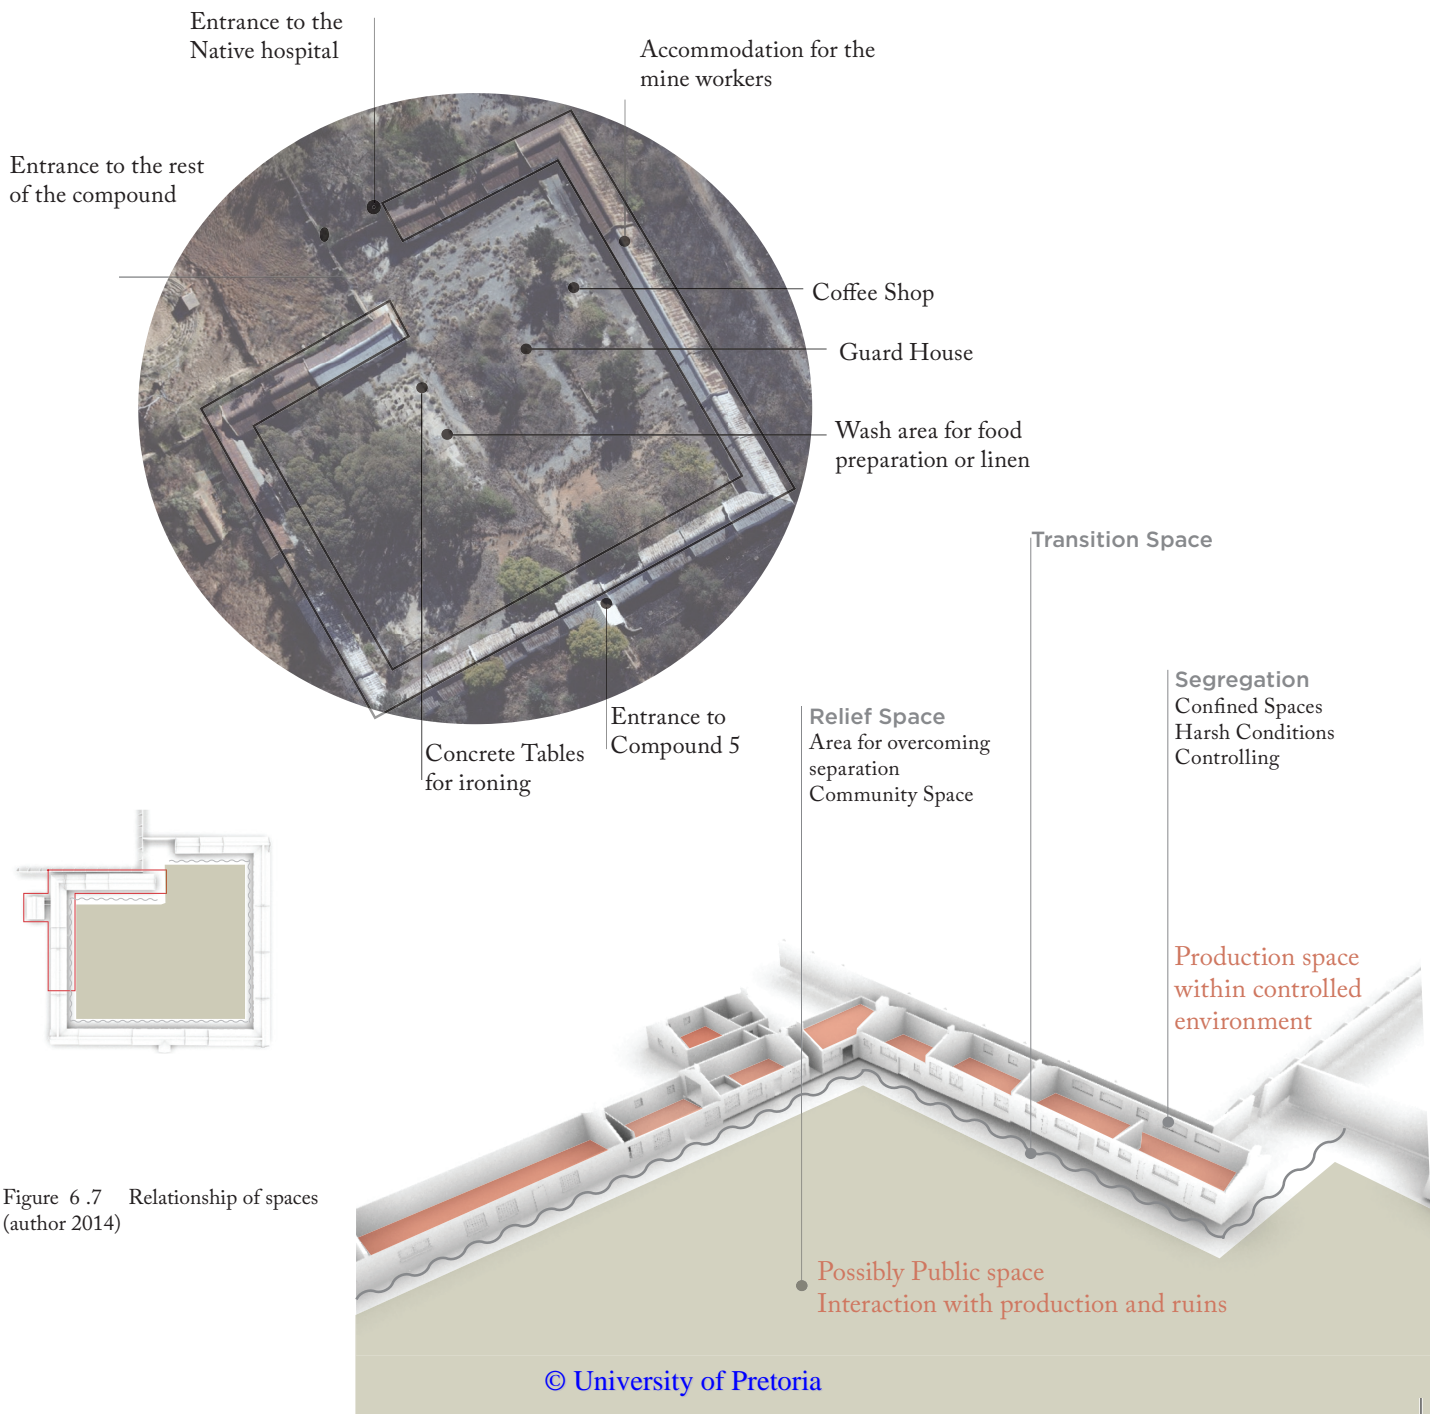 Entrance to the
Native hospital
Accommodation for the
mine workers
Entrance to the rest
of the compound
Coffee Shop
Guard House
Wash area for food
preparation or linen
Transition Space
Segregation
Confined Spaces
Harsh Conditions
Controlling
Relief Space
Area for overcoming
separation
Community Space
Entrance to
Compound 5
Concrete Tables
for ironing
Production space
within controlled
environment
Figure 6 .7 Relationship of spaces
(author 2014)
Possibly Public space
Interaction with production and ruins
© University of Pretoria